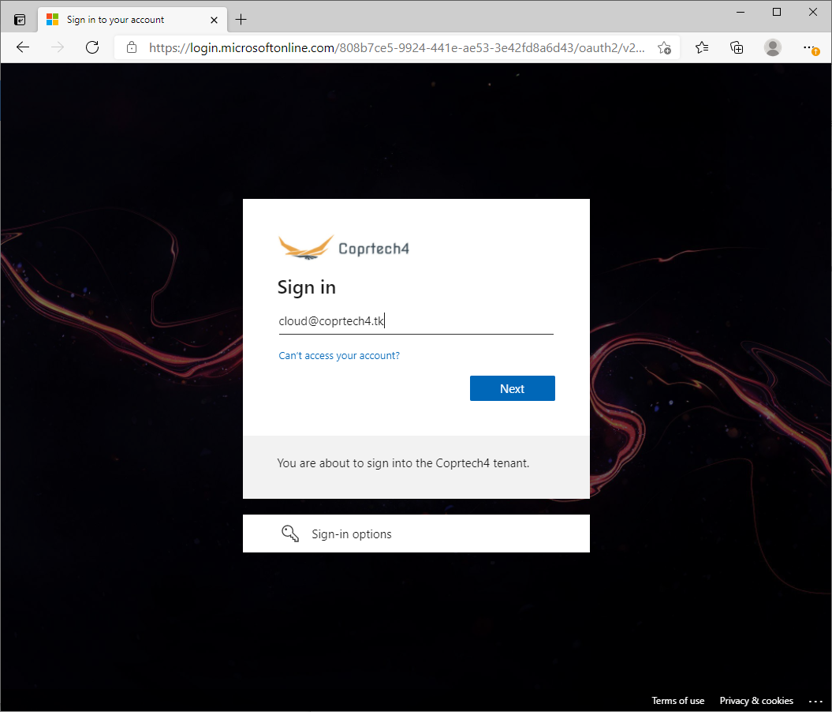 Sign in to your account
https://login.microsoftonline.com/808b7ce5-9924-441e-ae53-3e42fd8a6d43/oauth2/v2...
Coprtech4
Sign in
cloud@coprtech4.tk
Can't access your account?
Next
You are about to sign into the Coprtech4 tenant.
Sign-in options
Terms of use Privacy & cookies ...